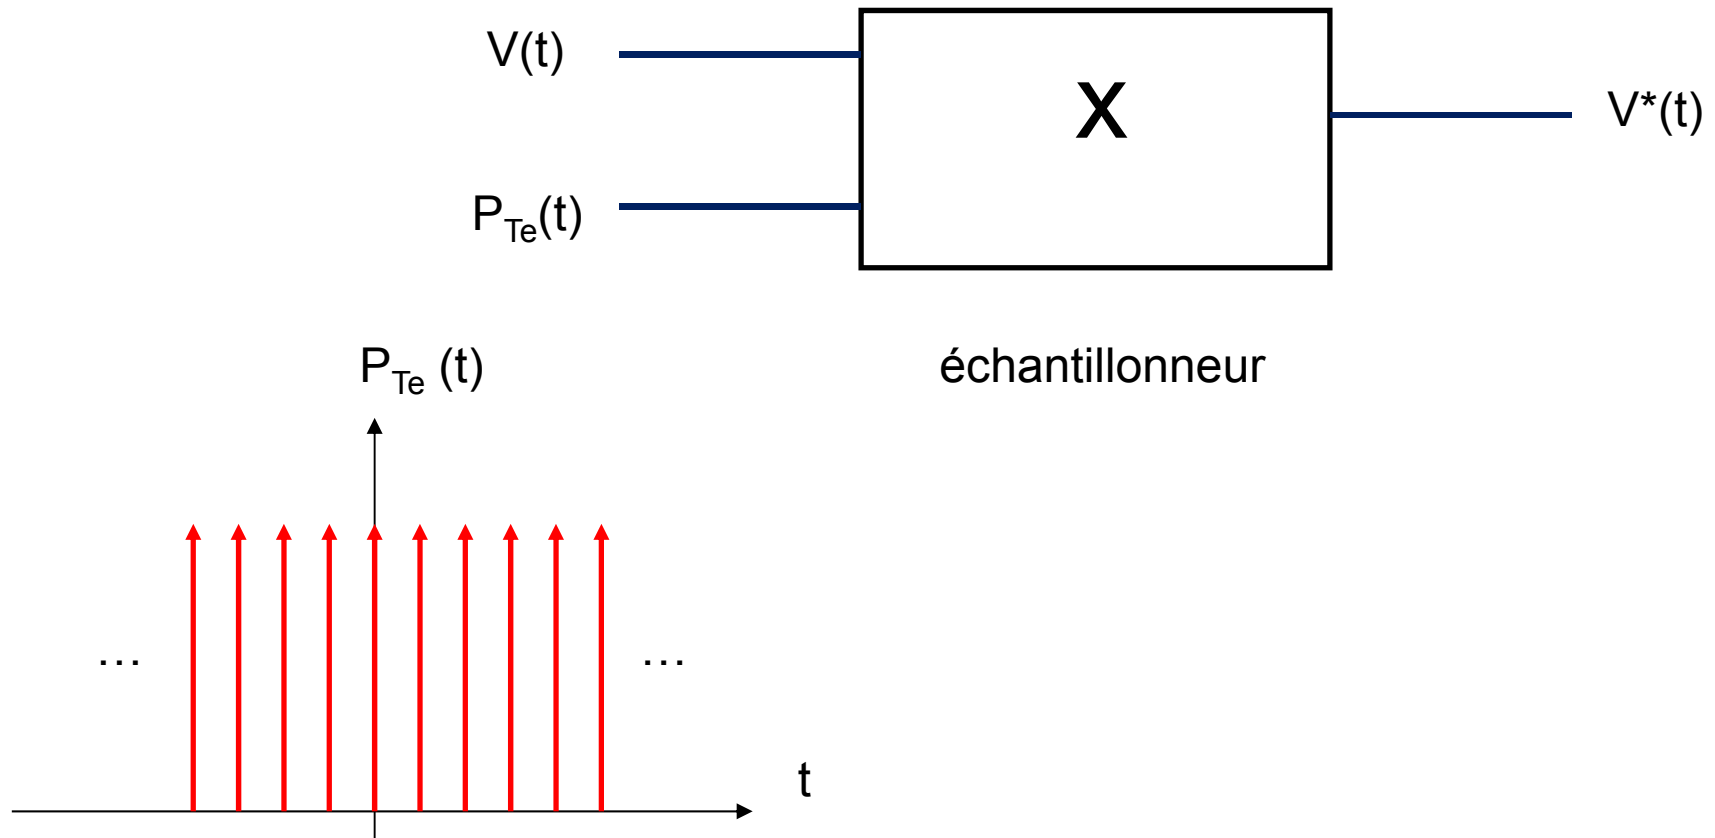 V(t)
X
V*(t)
P_Te(t)
P_Te (t)
échantillonneur
... ...
t